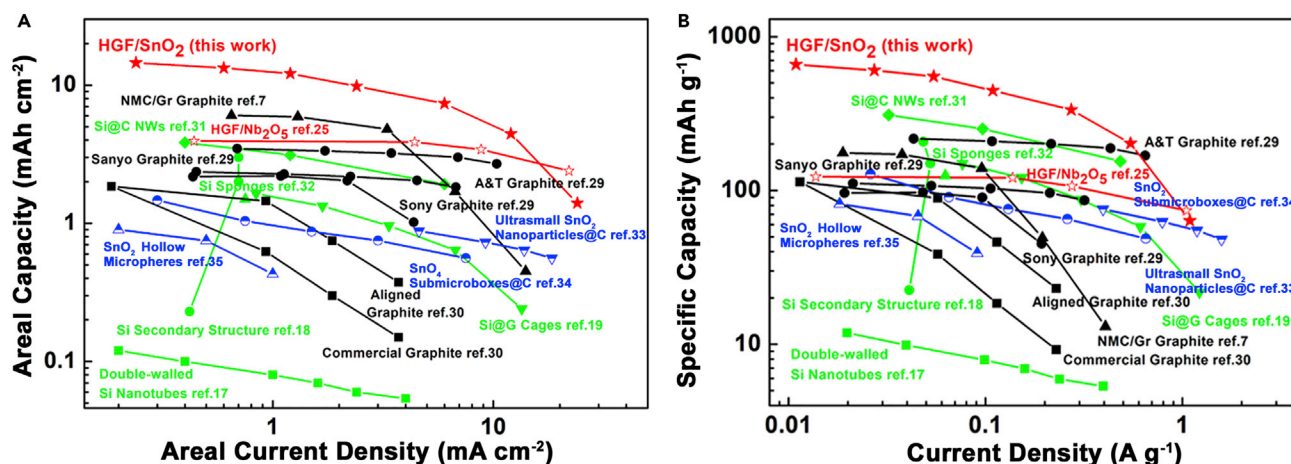 A
Areal Capacity (mAh cm-2)
10
1
0.1
HGF/SnO2 (this work)
NMC/Gr Graphite ref.7
Si@C NWs ref.31
HGF/Nb2O5 ref.25
Sanyo Graphite ref.29
Si Sponges ref.32
A&T Graphite ref.29
Sony Graphite ref.29
Ultrasmall SnO2
Nanoparticles@C ref.33
SnO2 Hollow
Micropheres ref.35
SnO4
Submicroboxes@C ref.34
Aligned
Graphite ref.30
Si Secondary Structure ref.18
Si@G Cages ref.19
Commercial Graphite ref.30
Double-walled
Si Nanotubes ref.17
1
10
Areal Current Density (mA cm-2)
B
Specific Capacity (mAh g-1)
1000
100
10
HGF/SnO2 (this work)
Si@C NWs ref.31
A&T Graphite ref.29
Sanyo Graphite ref.29
Si Sponges ref.32
HGF/Nb2O5 ref.25
SnO2
Submicroboxes@C ref.34
SnO2 Hollow
Micropheres ref.35
Sony Graphite ref.29
Ultrasmall SnO2
Nanoparticles@C ref.33
Si Secondary Structure ref.18
Aligned Graphite ref.30
Si@G Cages ref.19
NMC/Gr Graphite ref.7
Commercial Graphite ref.30
Double-walled
Si Nanotubes ref.17
0.01
0.1
1
Current Density (A g-1)